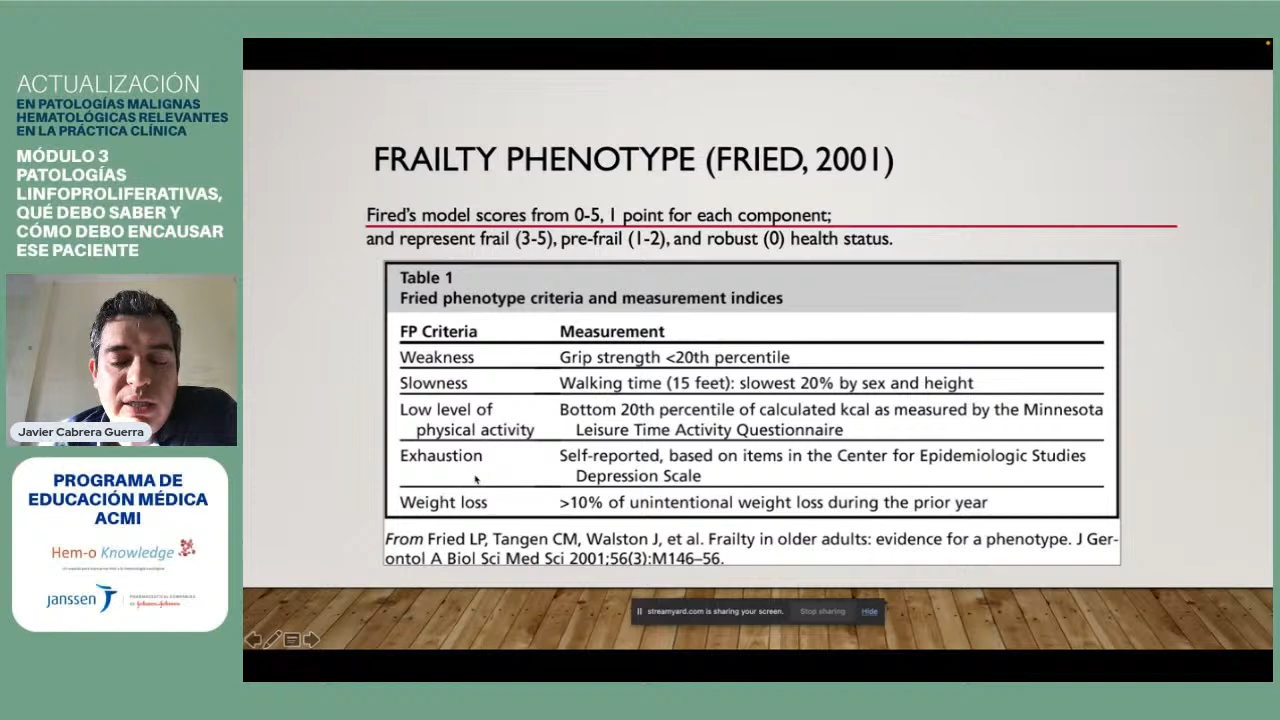 ACTUALIZACIÓN
EN PATOLOGÍAS MALIGNAS
HEMATOLÓGICAS RELEVANTES
EN LA PRÁCTICA CLÍNICA
MÓDULO 3
PATOLOGÍAS
LINFOPROLIFERATIVAS,
QUÉ DEBO SABER Y
CÓMO DEBO ENCAUSAR
ESE PACIENTE
Javier Cabrera Guerra
PROGRAMA DE
EDUCACIÓN MÉDICA
ACMI
Hem-o Knowledge
janssen
PHARMACEUTICAL COMPANIES
OF Johnson & Johnson
FRAILTY PHENOTYPE (FRIED, 2001)
Fired's model scores from 0-5, 1 point for each component;
and represent frail (3-5), pre-frail (1-2), and robust (0) health status.
Table 1
Fried phenotype criteria and measurement indices
FP Criteria Measurement
Weakness Grip strength <20th percentile
Slowness Walking time (15 feet): slowest 20% by sex and height
Low level of Bottom 20th percentile of calculated kcal as measured by the Minnesota
physical activity Leisure Time Activity Questionnaire
Exhaustion Self-reported, based on items in the Center for Epidemiologic Studies
Depression Scale
Weight loss >10% of unintentional weight loss during the prior year
From Fried LP, Tangen CM, Walston J, et al. Frailty in older adults: evidence for a phenotype. J Ger-
ontol A Biol Sci Med Sci 2001;56(3):M146–56.
streamyard.com is sharing your screen. Stop sharing Hide